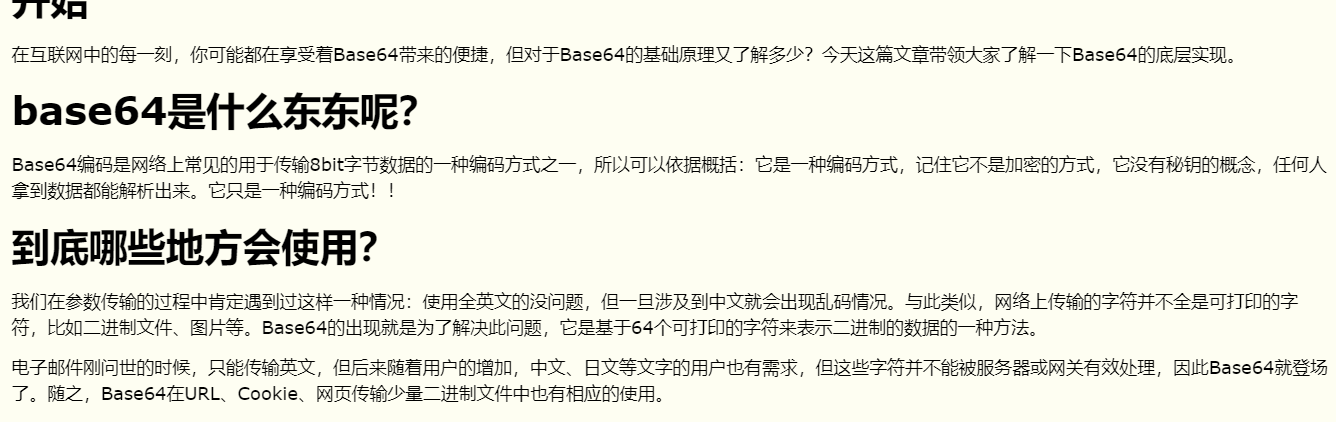 开始
在互联网中的每一刻，你可能都在享受着Base64带来的便捷，但对于Base64的基础原理又了解多少？今天这篇文章带领大家了解一下Base64的底层实现。
base64是什么东东呢？
Base64编码是网络上常见的用于传输8bit字节数据的一种编码方式之一，所以可以依据概括：它是一种编码方式，记住它不是加密的方式，它没有秘钥的概念，任何人
拿到数据都能解析出来。它只是一种编码方式！！
到底哪些地方会使用？
我们在参数传输的过程中肯定遇到过这样一种情况：使用全英文的没问题，但一旦涉及到中文就会出现乱码情况。与此类似，网络上传输的字符并不全是可打印的字
符，比如二进制文件、图片等。Base64的出现就是为了解决此问题，它是基于64个可打印的字符来表示二进制的数据的一种方法。
电子邮件刚问世的时候，只能传输英文，但后来随着用户的增加，中文、日文等文字的用户也有需求，但这些字符并不能被服务器或网关有效处理，因此Base64就登场
了。随之，Base64在URL、Cookie、网页传输少量二进制文件中也有相应的使用。